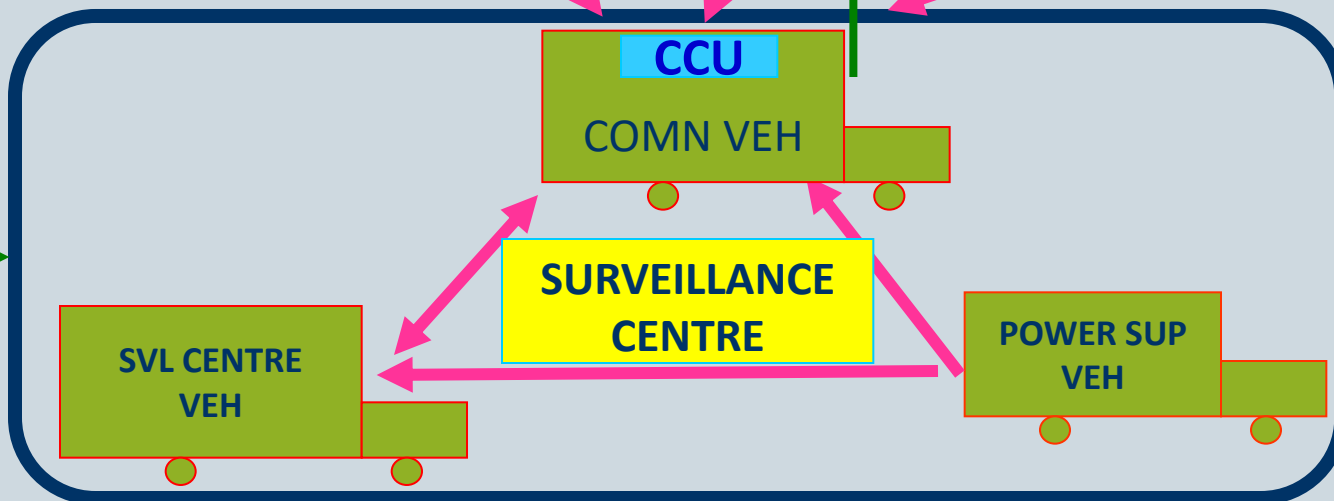 CCU
COMN VEH
SURVEILLANCE
CENTRE
SVL CENTRE
VEH
POWER SUP
VEH